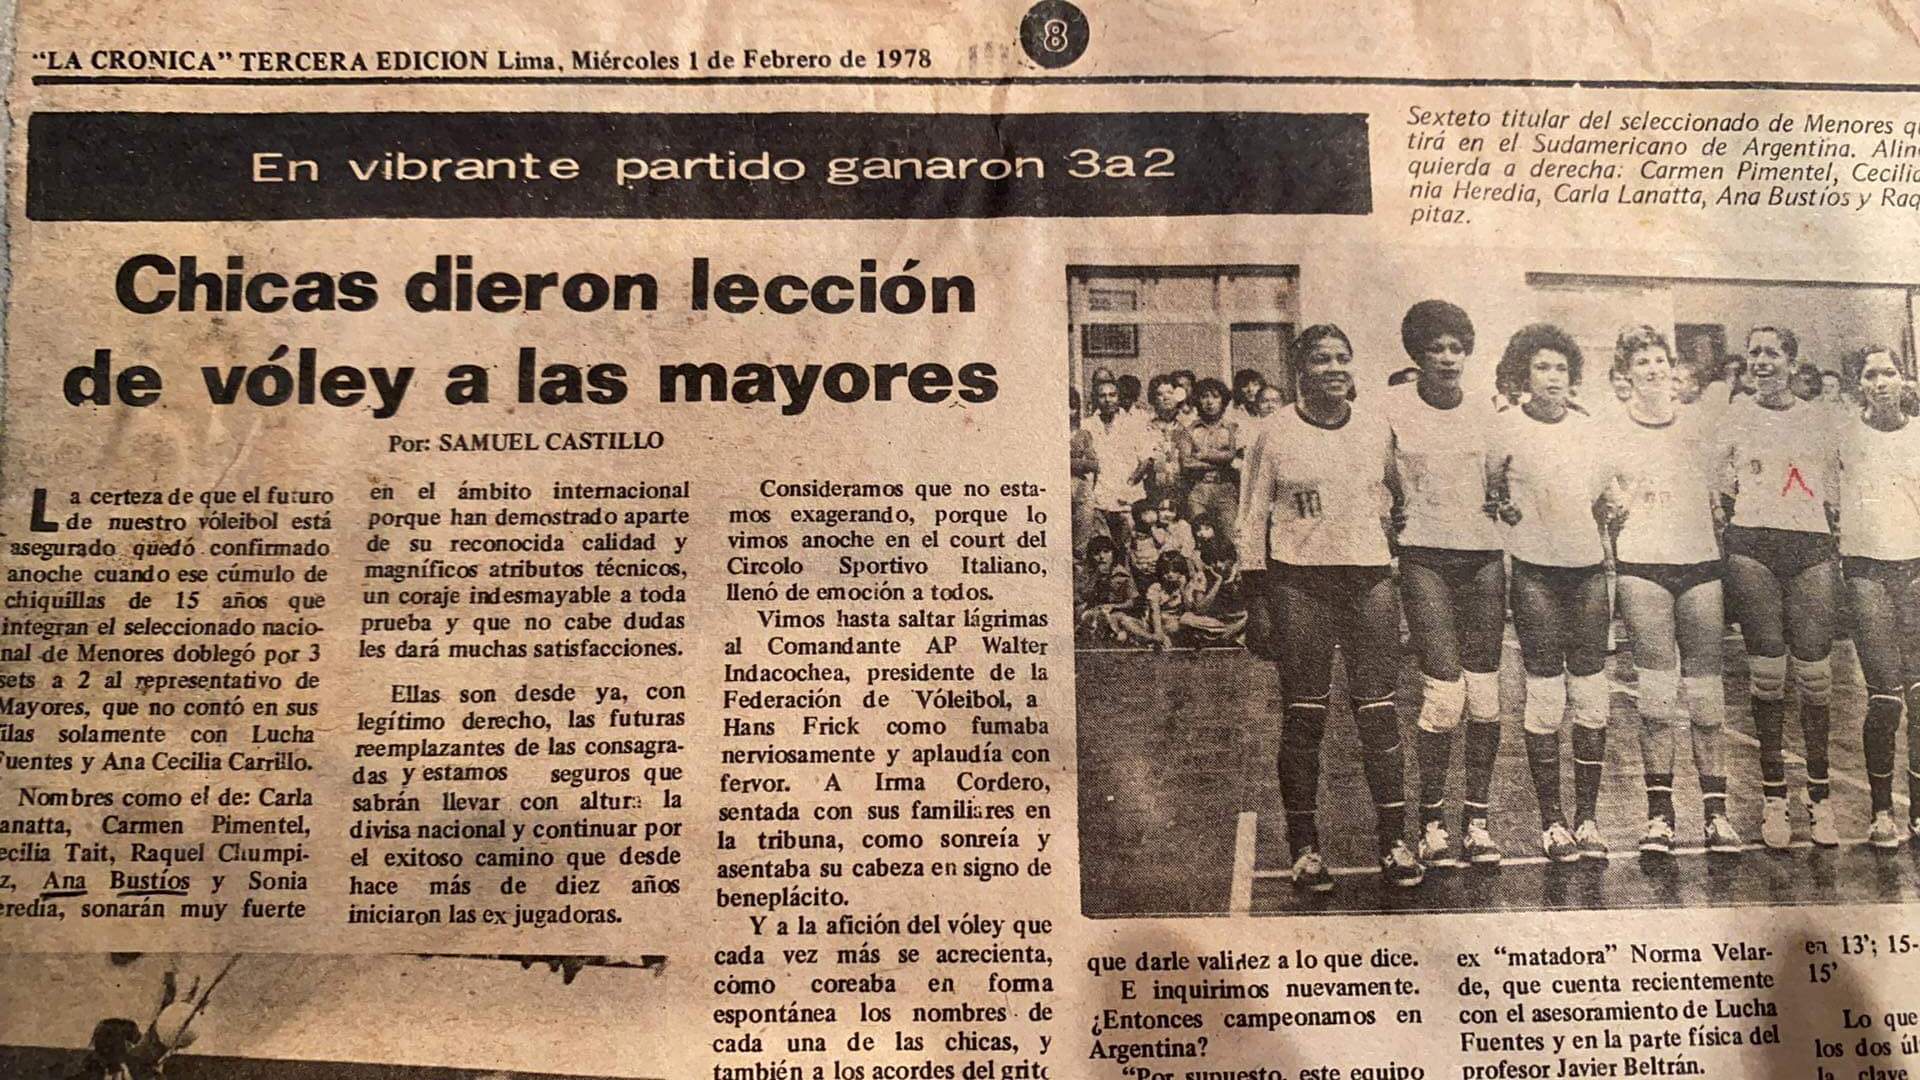 "LA CRONICA" TERCERA EDICION Lima, Miércoles 1 de Febrero de 1978
8
En vibrante partido ganaron 3a2
Chicas dieron lección
de vóley a las mayores
Por: SAMUEL CASTILLO
La certeza de que el futuro
de nuestro vóleibol está
asegurado quedó confirmado
anoche cuando ese cúmulo de
chiquillas de 15 años que
integran el seleccionado nacio-
nal de Menores doblegó por 3
sets a 2 al representativo de
Mayores, que no contó en sus
filas solamente con Lucha
Fuentes y Ana Cecilia Carrillo.
Nombres como el de: Carla
anatta, Carmen Pimentel,
ecilia Tait, Raquel Chumpi-
z, Ana Bustíos y Sonia
eredia, sonarán muy fuerte
en el ámbito internacional
porque han demostrado aparte
de su reconocida calidad y
magníficos atributos técnicos,
un coraje indesmayable a toda
prueba y que no cabe dudas
les dará muchas satisfacciones.
Ellas son desde ya, con
legítimo derecho, las futuras
reemplazantes de las consagra-
das y estamos seguros que
sabrán llevar con altura la
divisa nacional y continuar por
el exitoso camino que desde
hace más de diez años
iniciaron las ex jugadoras.
Consideramos que no esta-
mos exagerando, porque lo
vimos anoche en el court del
Circolo Sportivo Italiano,
llenó de emoción a todos.
Vimos hasta saltar lágrimas
al Comandante AP Walter
Indacochea, presidente de la
Federación de Vóleibol, a
Hans Frick como fumaba
nerviosamente y aplaudía con
fervor. A Irma Cordero,
sentada con sus familiares en
la tribuna, como sonreía y
asentaba su cabeza en signo de
beneplácito.
Y a la afición del vóley que
cada vez más se acrecienta,
cómo coreaba en forma
espontánea los nombres de
cada una de las chicas, y
también a los acordes del grito
Sexteto titular del seleccionado de Menores qu
tirá en el Sudamericano de Argentina. Aline
quierda a derecha: Carmen Pimentel, Cecilia
nia Heredia, Carla Lanatta, Ana Bustíos y Raq
pitaz.
10
9
que darle validez a lo que dice.
E inquirimos nuevamente.
¿Entonces campeonamos en
Argentina?
"Por supuesto, este equipo
ex "matadora" Norma Velar-
de, que cuenta recientemente
con el asesoramiento de Lucha
Fuentes y en la parte física del
profesor Javier Beltrán.
en 13'; 15-
15'
Lo que
los dos úl
la clave